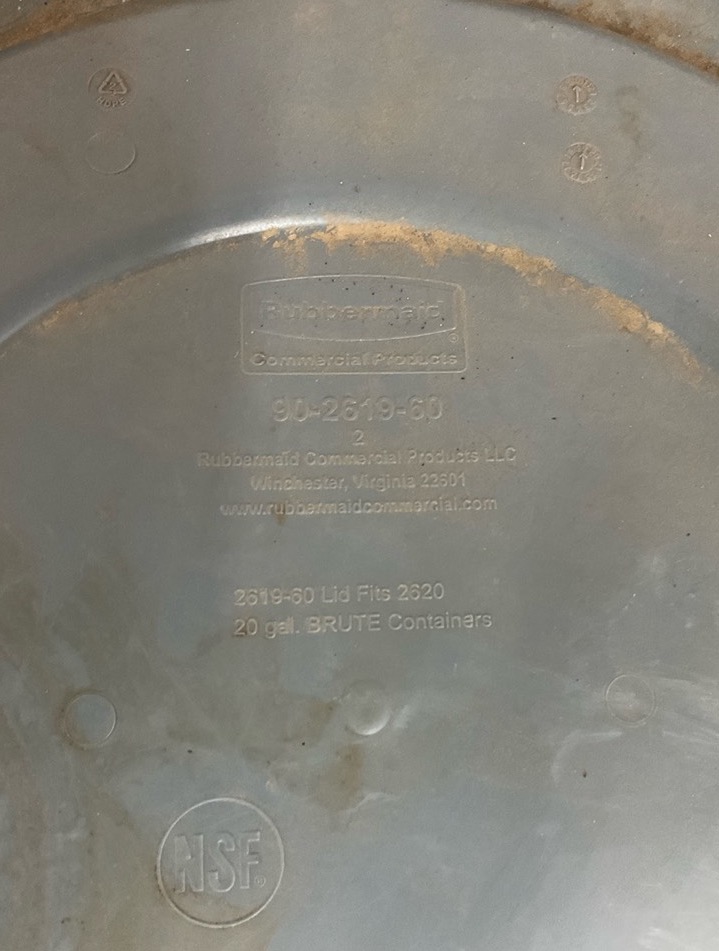 HDPE
Rubbermaid
®
Commercial Products
90-2619-60
2
Rubbermaid Commercial Products LLC
Winchester, Virginia 22601
www.rubbermaidcommercial.com
2619-60 Lid Fits 2620
20 gal. BRUTE Containers
NSF®